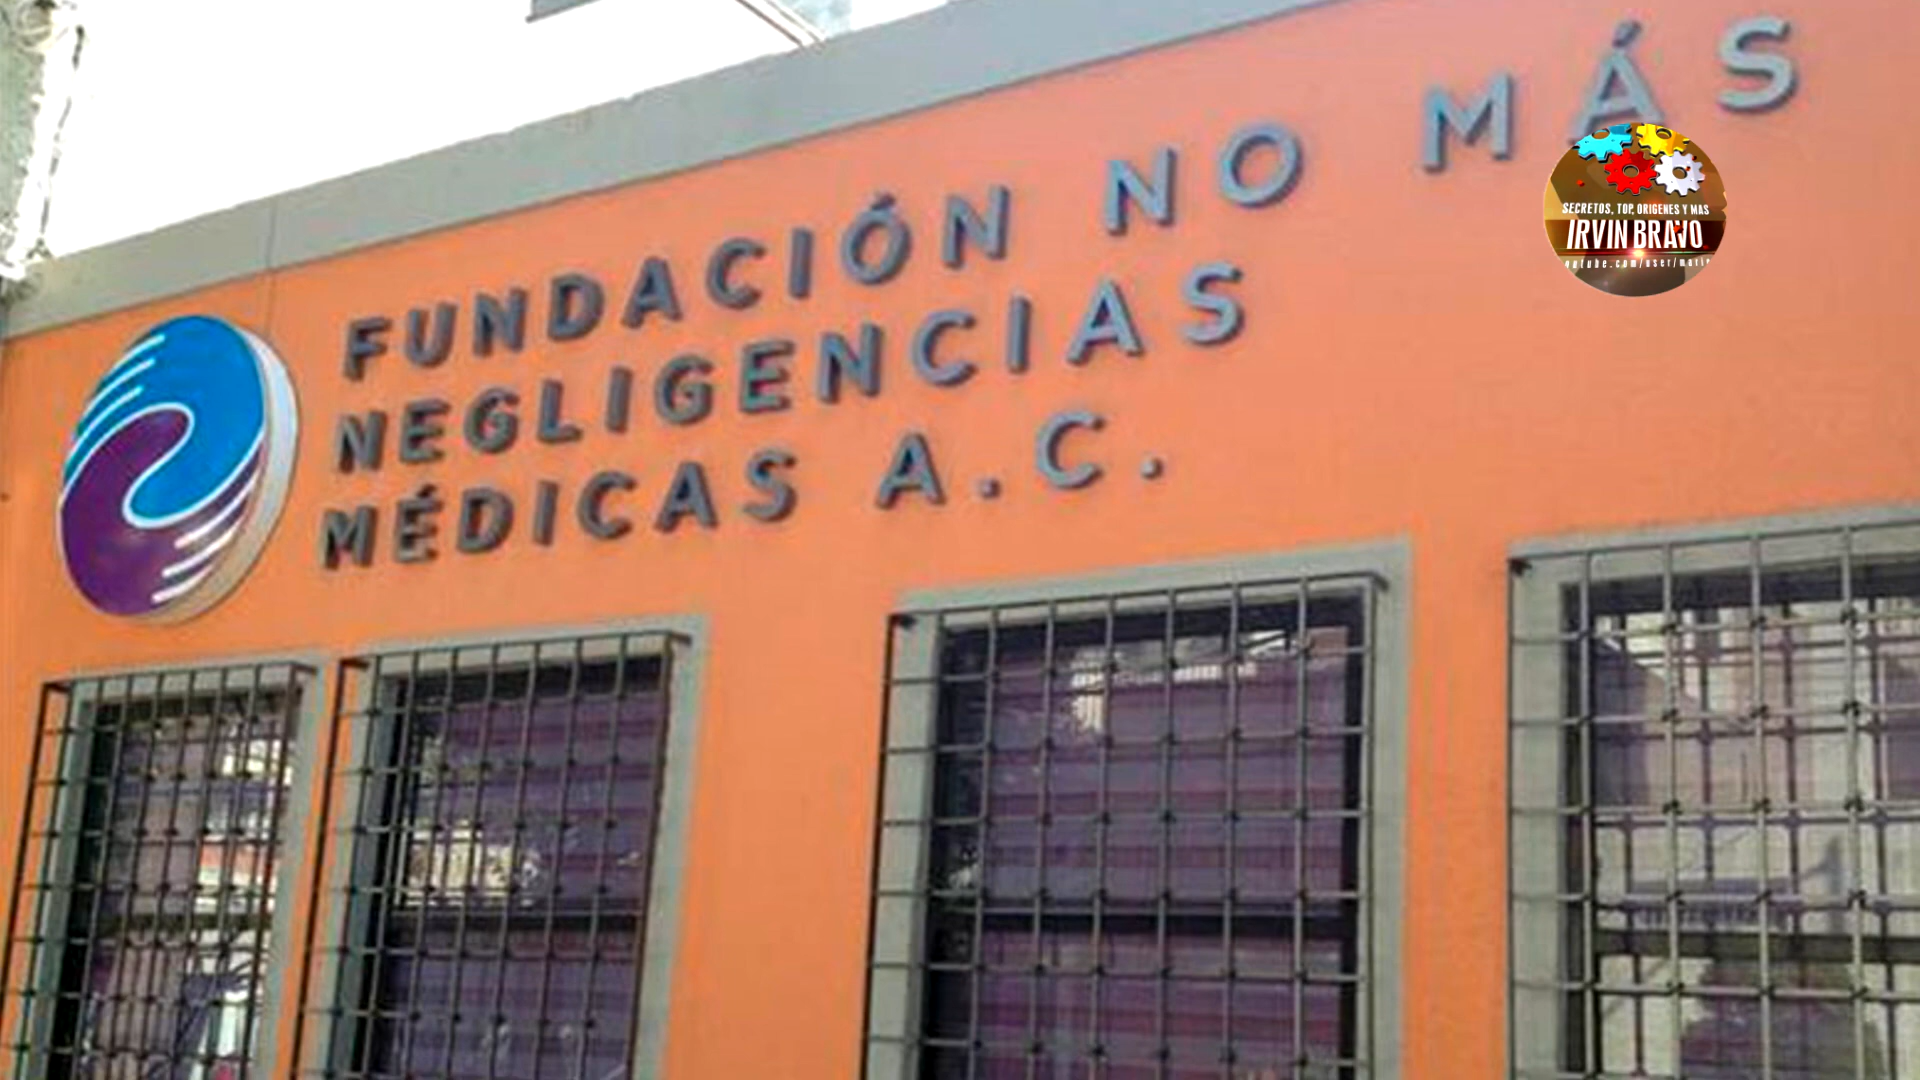 FUNDACIÓN NO MÁS
NEGLIGENCIAS
MÉDICAS A.C.
SECRETOS, TOP, ORIGENES Y MAS
IRVIN BRAVO